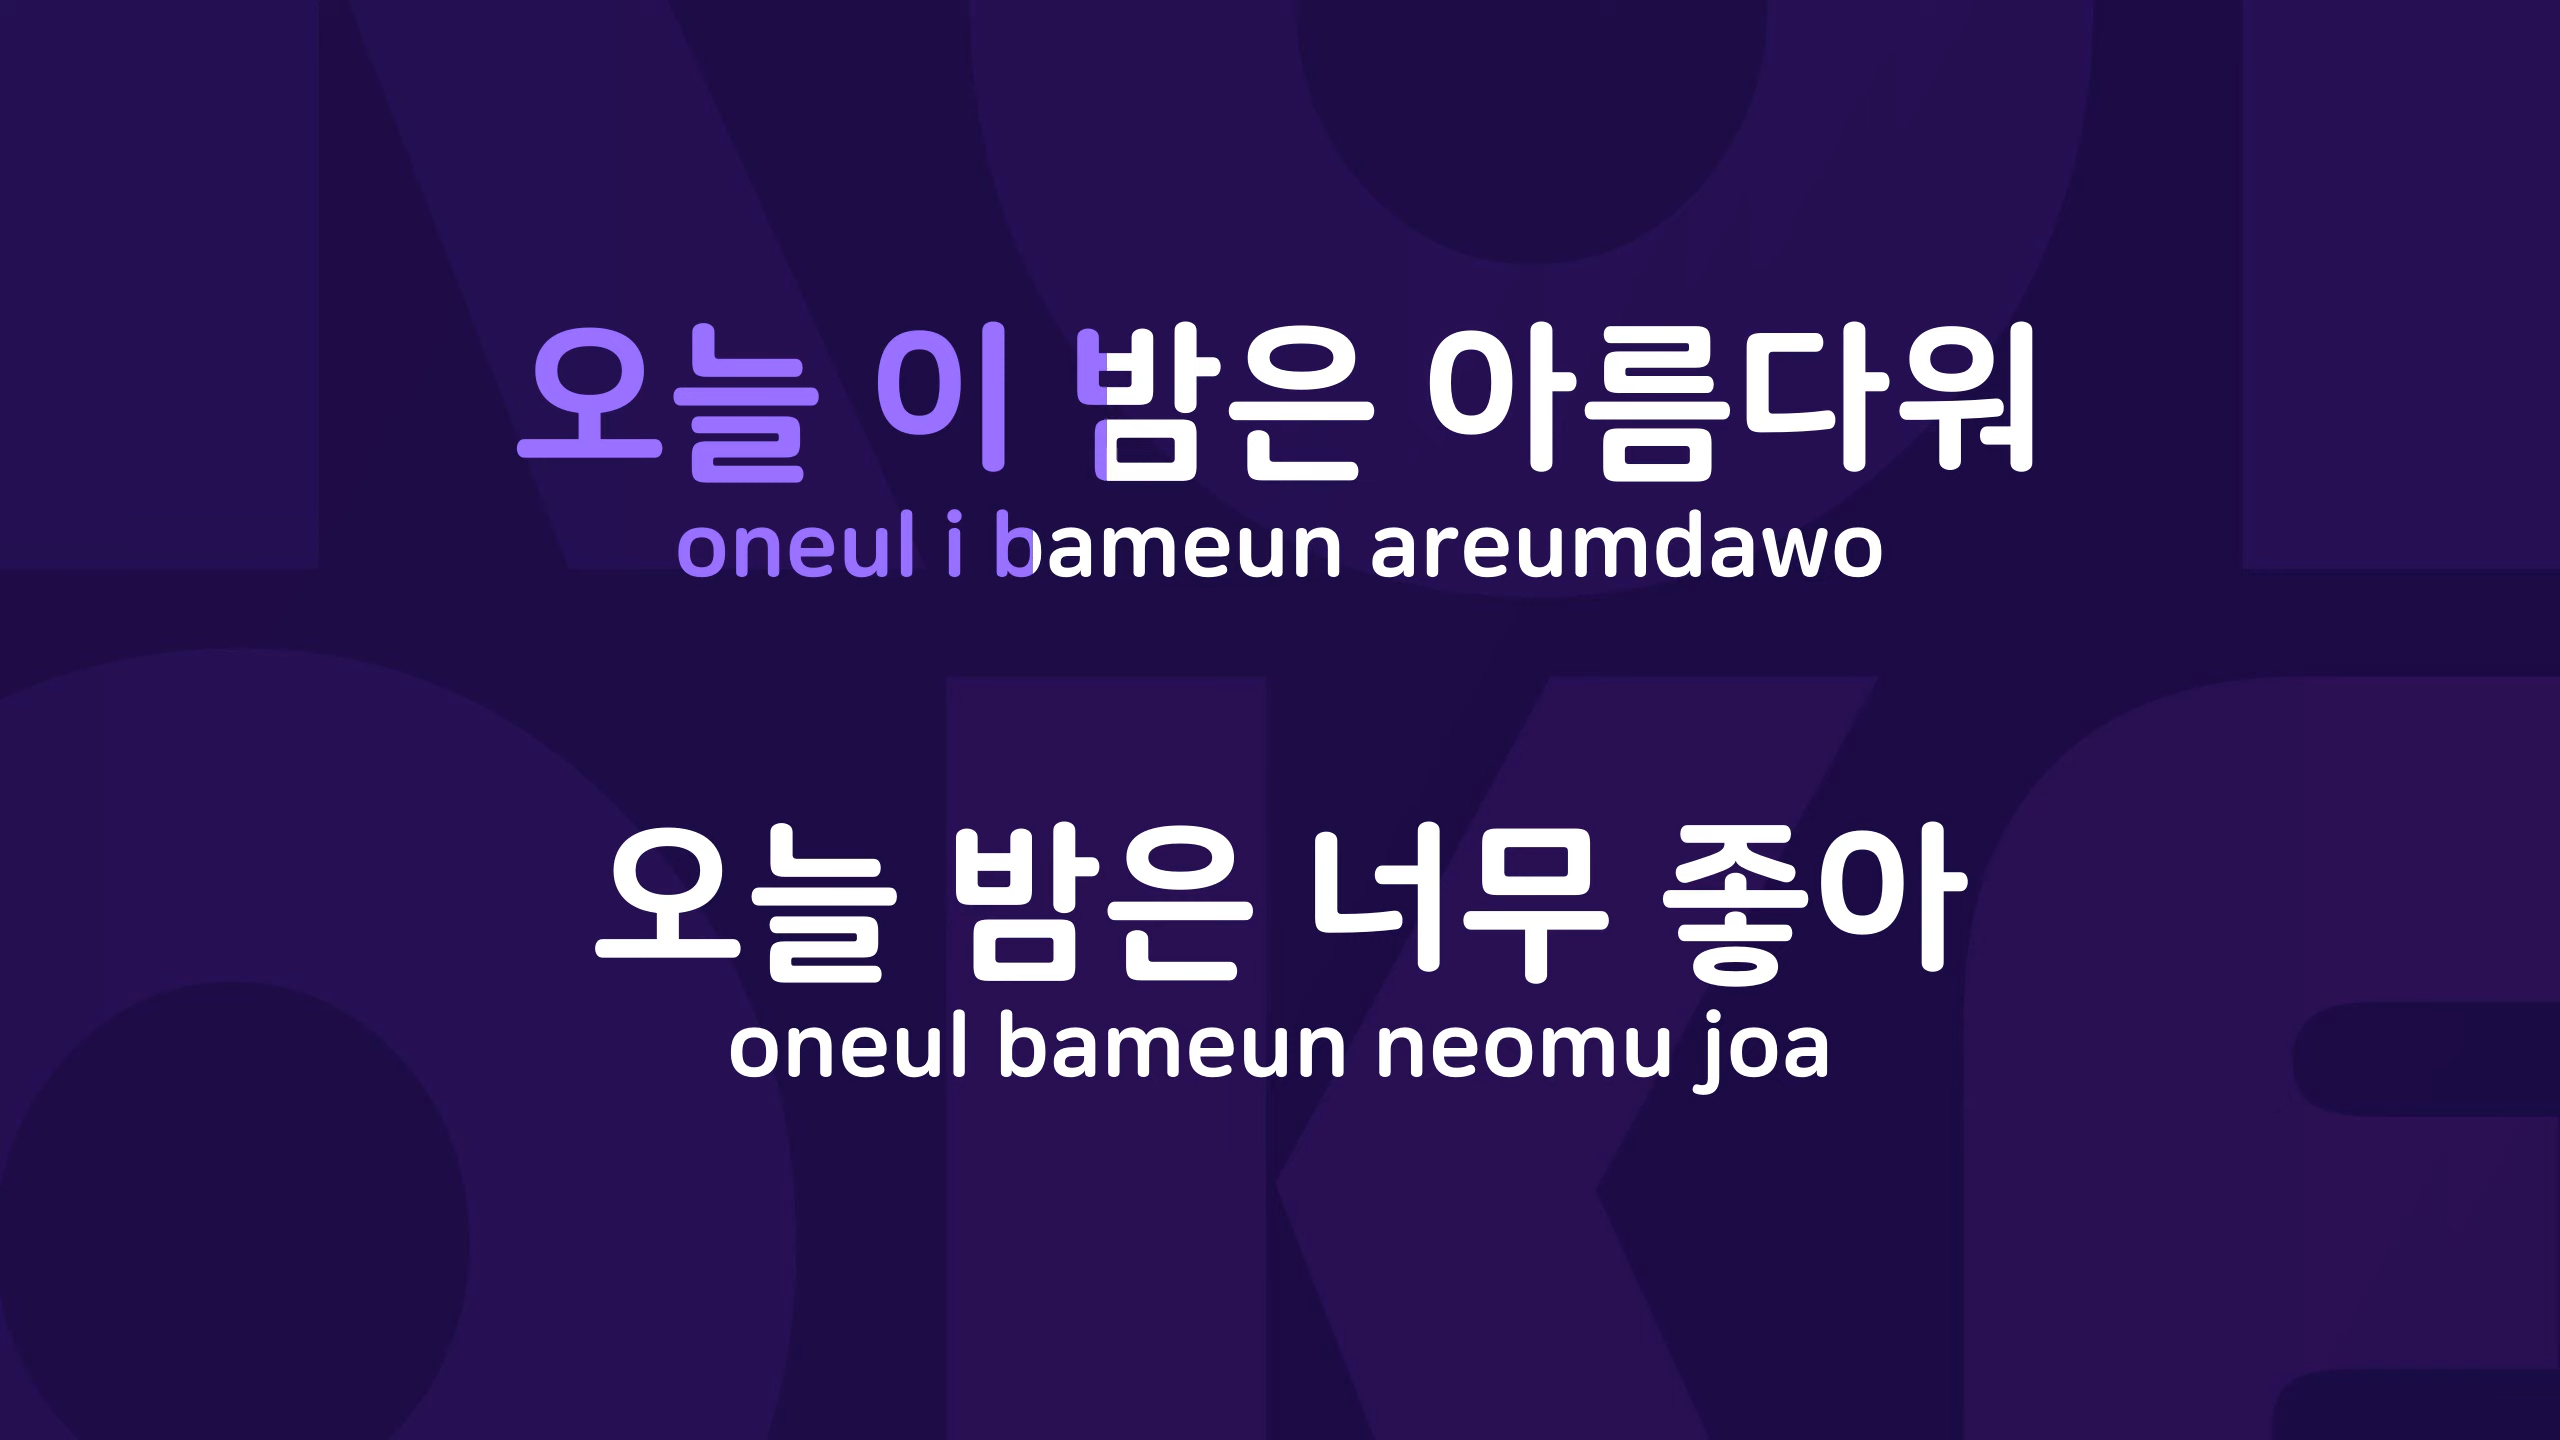 오늘 이 밤은 아름다워
oneul i bameun areumdawo
오늘 밤은 너무 좋아
oneul bameun neomu joa